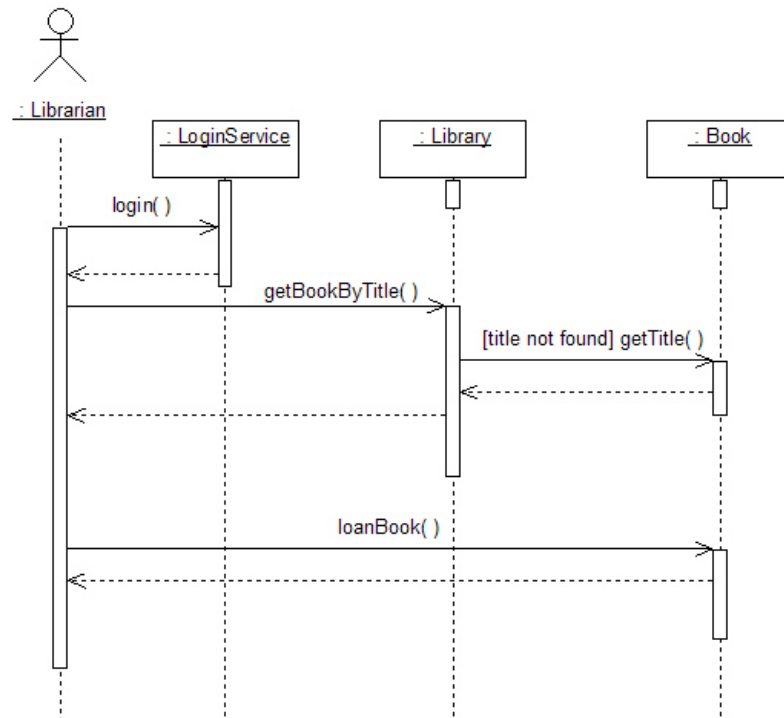 : Librarian
: LoginService
: Library
: Book
login( )
getBookByTitle( )
[title not found] getTitle( )
loanBook( )